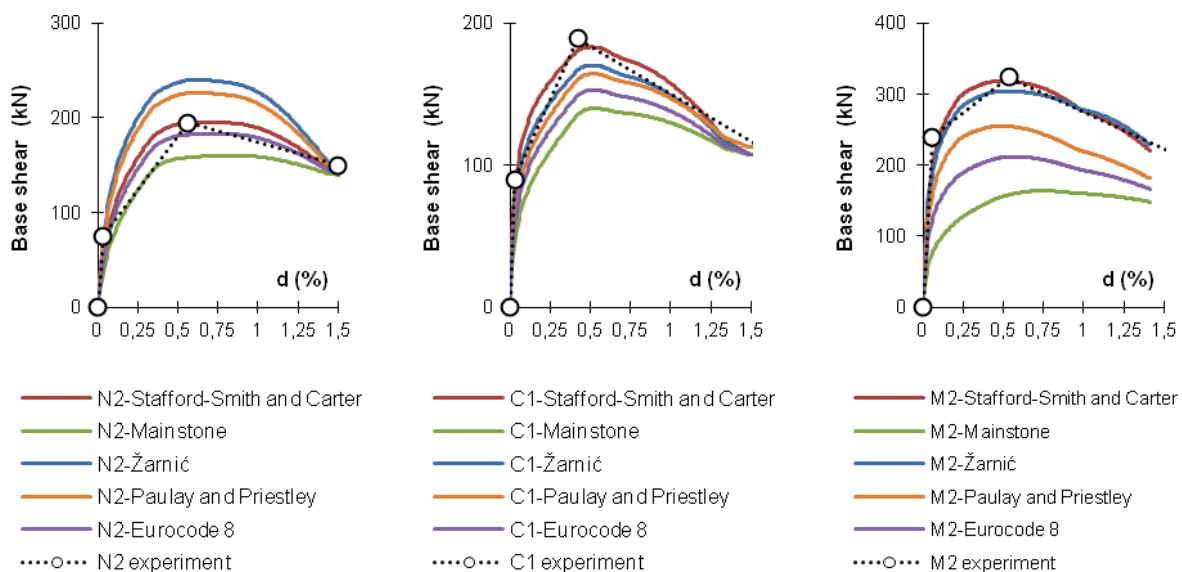 300
200
100
0
Base shear (kN)
d (%)
0 0,25 0,5 0,75 1 1,25 1,5
N2-Stafford-Smith and Carter
N2-Mainstone
N2-Žarnić
N2-Paulay and Priestley
N2-Eurocode 8
N2 experiment
200
100
0
Base shear (kN)
d (%)
0 0,25 0,5 0,75 1 1,25 1,5
C1-Stafford-Smith and Carter
C1-Mainstone
C1-Žarnić
C1-Paulay and Priestley
C1-Eurocode 8
C1 experiment
400
300
200
100
0
Base shear (kN)
d (%)
0 0,25 0,5 0,75 1 1,25 1,5
M2-Stafford-Smith and Carter
M2-Mainstone
M2-Žarnić
M2-Paulay and Priestley
M2-Eurocode 8
M2 experiment